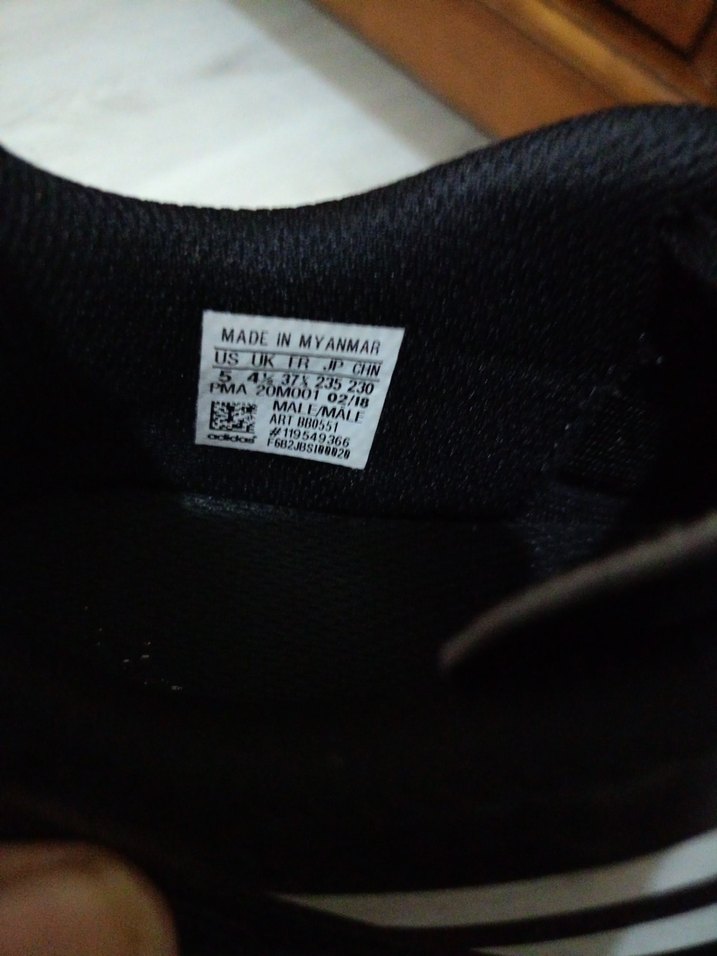 MADE IN MYANMAR
US UK FR JP CHN
5 4½ 37⅓ 235 230
PMA 20M001 02/18
MALE/MALE
ART BB0551
#119549366
adidas F6B2JBS100020